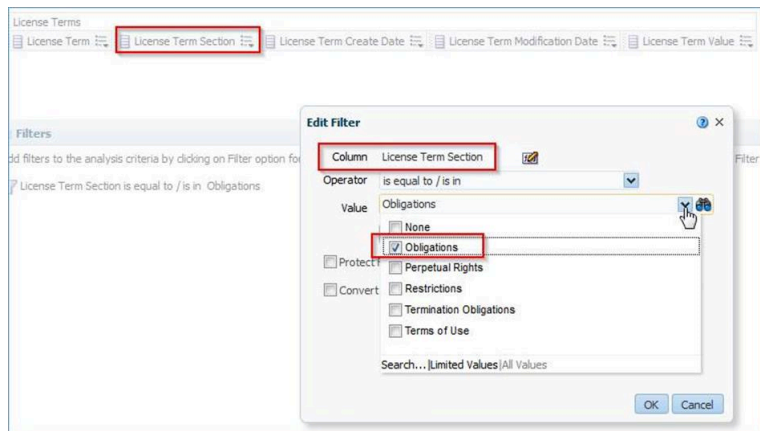 License Terms
License Term License Term Section License Term Create Date License Term Modification Date License Term Value
Filters
dd filters to the analysis criteria by clicking on Filter option fo
Filter
License Term Section is equal to / is in Obligations
Edit Filter
Column License Term Section
Operator is equal to / is in
Value Obligations
None
Obligations
Protect
Perpetual Rights
Convert
Restrictions
Termination Obligations
Terms of Use
Search...|Limited Values|All Values
OK Cancel